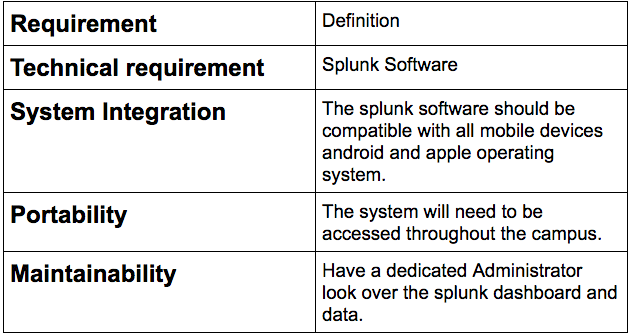 Requirement
Definition
Technical requirement
Splunk Software
System Integration
The splunk software should be
compatible with all mobile devices
android and apple operating
system.
Portability
The system will need to be
accessed throughout the campus.
Maintainability
Have a dedicated Administrator
look over the splunk dashboard and
data.